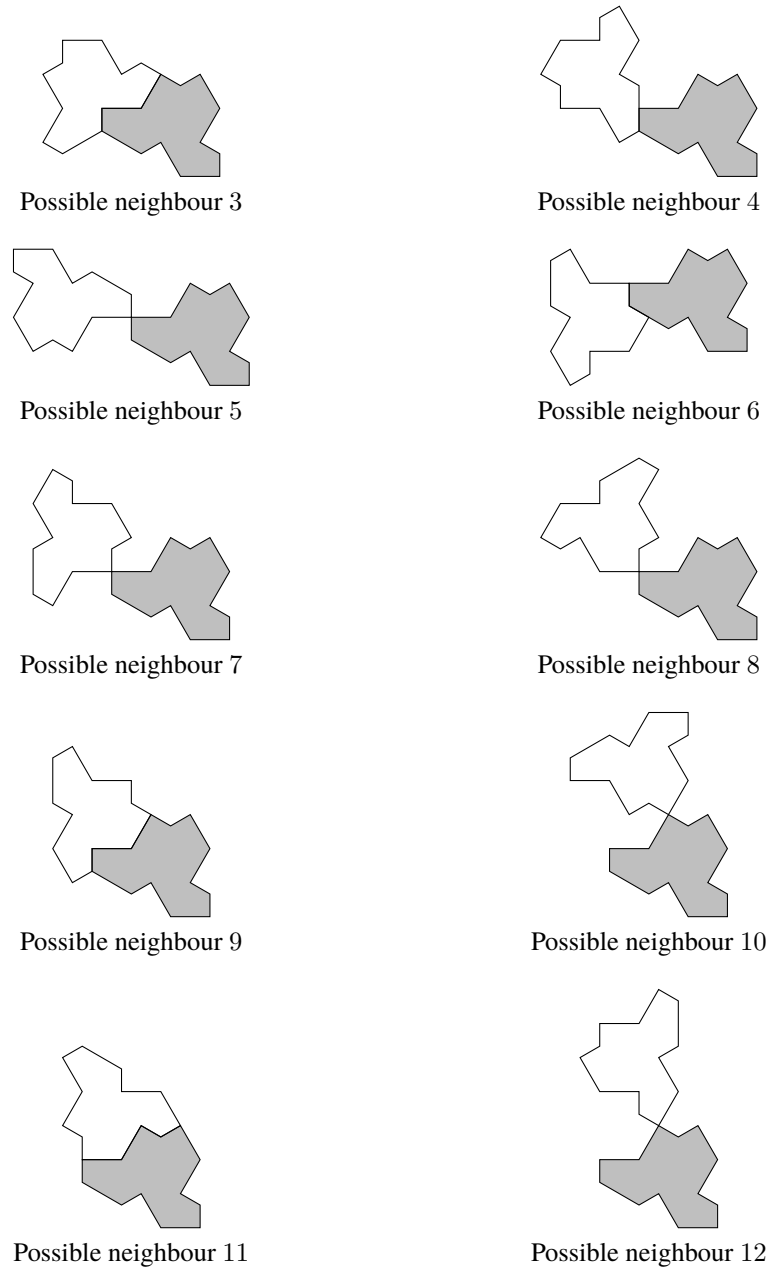 Possible neighbour 3
Possible neighbour 4
Possible neighbour 5
Possible neighbour 6
Possible neighbour 7
Possible neighbour 8
Possible neighbour 9
Possible neighbour 10
Possible neighbour 11
Possible neighbour 12